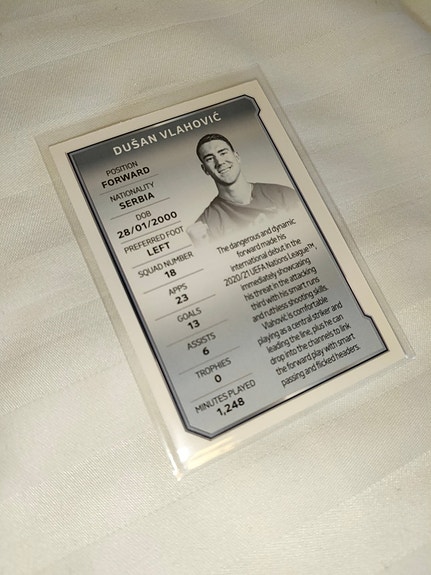 DUŠAN VLAHOVIĆ
POSITION
FORWARD
NATIONALITY
SERBIA
DOB
28/01/2000
PREFERRED FOOT
LEFT
SQUAD NUMBER
18
APPS
23
GOALS
13
ASSISTS
6
TROPHIES
0
MINUTES PLAYED
1,248
The dangerous and dynamic
forward made his
international debut in the
2020/21 UEFA Nations League™,
immediately showcasing
his threat in the attacking
third with his smart runs
and ruthless shooting skills.
Vlahović is comfortable
playing as a central striker and
leading the line, plus he can
drop into the channels to link
the forward play with smart
passing and flicked headers.